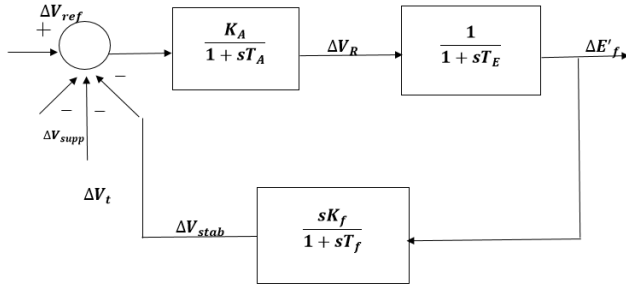 ΔV_ref
+
K_A
1 + sT_A
ΔV_R
1
1 + sT_E
ΔE'_f
−
− −
ΔV_supp
ΔV_t
ΔV_stab
sK_f
1 + sT_f